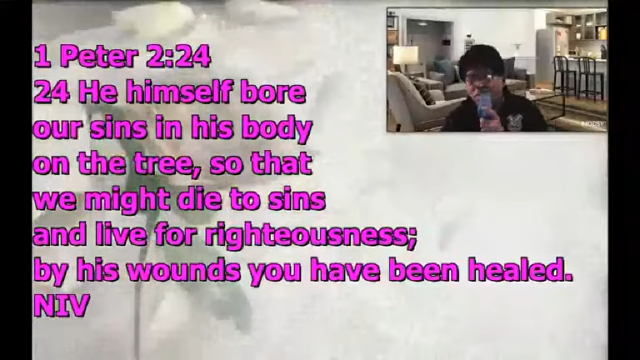 1 Peter 2:24
24 He himself bore
our sins in his body
on the tree, so that
we might die to sins
and live for righteousness;
by his wounds you have been healed.
NIV